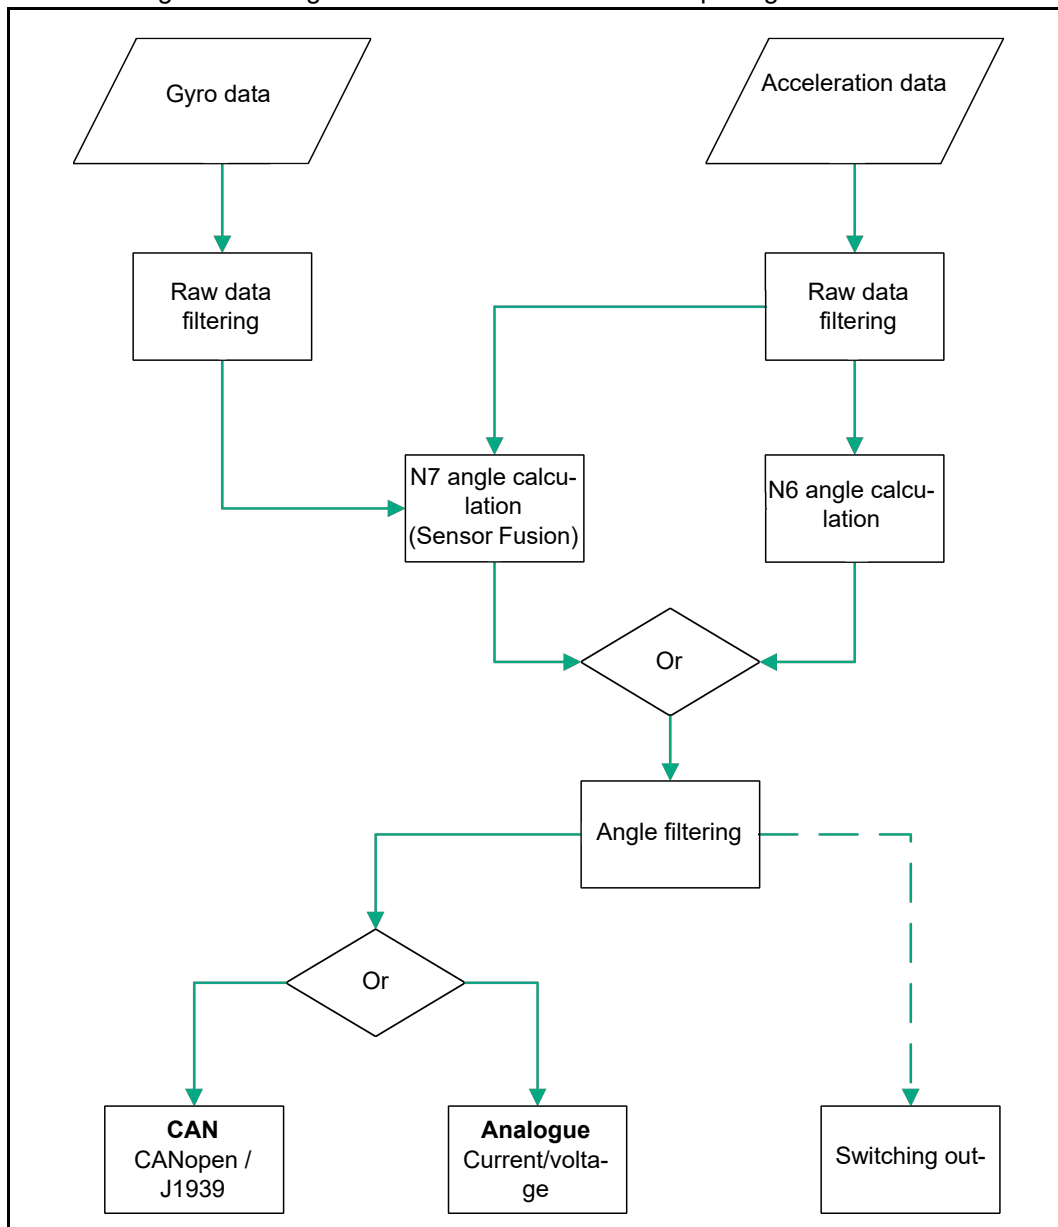 Gyro data
Acceleration data
Raw data
filtering
Raw data
filtering
N7 angle calcu-
lation
(Sensor Fusion)
N6 angle calcu-
lation
Or
Angle filtering
Or
CAN
CANopen /
J1939
Analogue
Current/volta-
ge
Switching out-